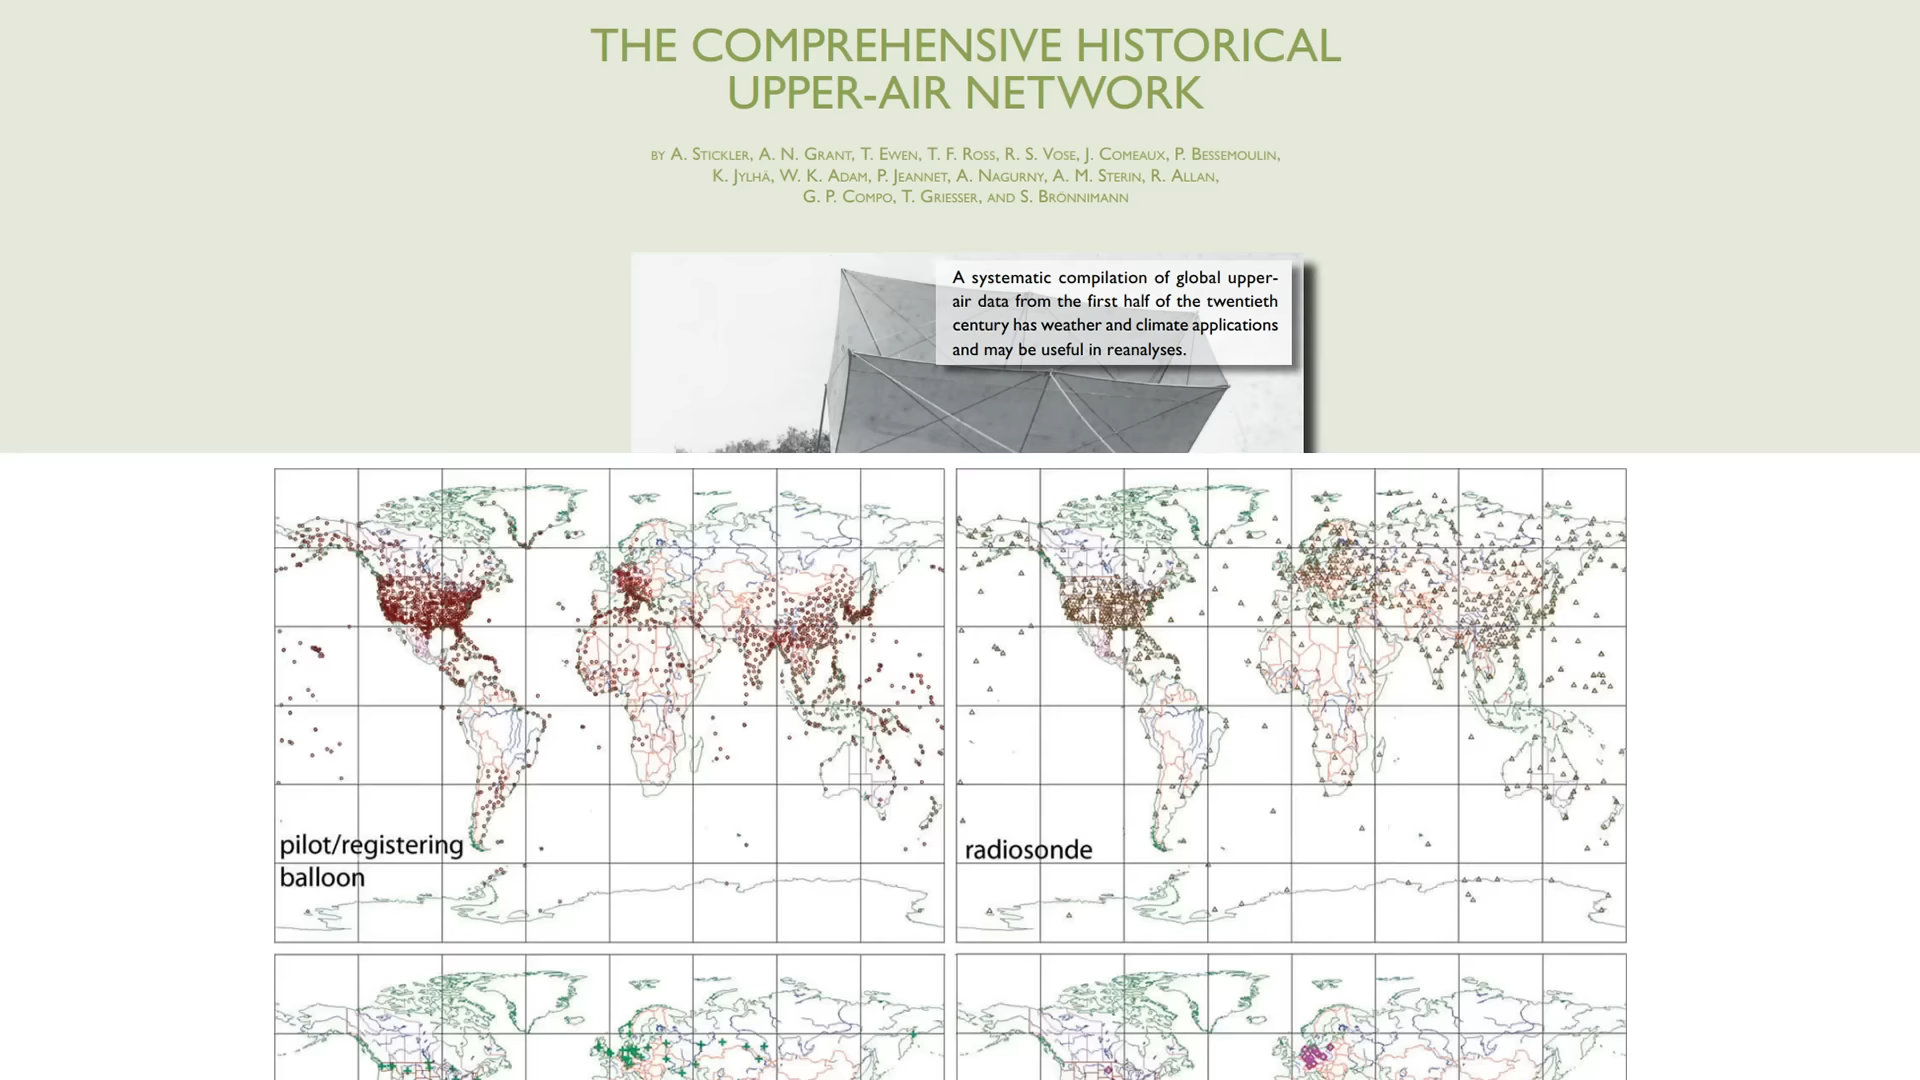 THE COMPREHENSIVE HISTORICAL
UPPER-AIR NETWORK
BY A. STICKLER, A. N. GRANT, T. EWEN, T. F. ROSS, R. S. VOSE, J. COMEAUX, P. BESSEMOULIN,
K. JYLHÄ, W. K. ADAM, P. JEANNET, A. NAGURNY, A. M. STERIN, R. ALLAN,
G. P. COMPO, T. GRIESSER, AND S. BRÖNNIMANN
A systematic compilation of global upper-
air data from the first half of the twentieth
century has weather and climate applications
and may be useful in reanalyses.
pilot/registering
balloon
radiosonde